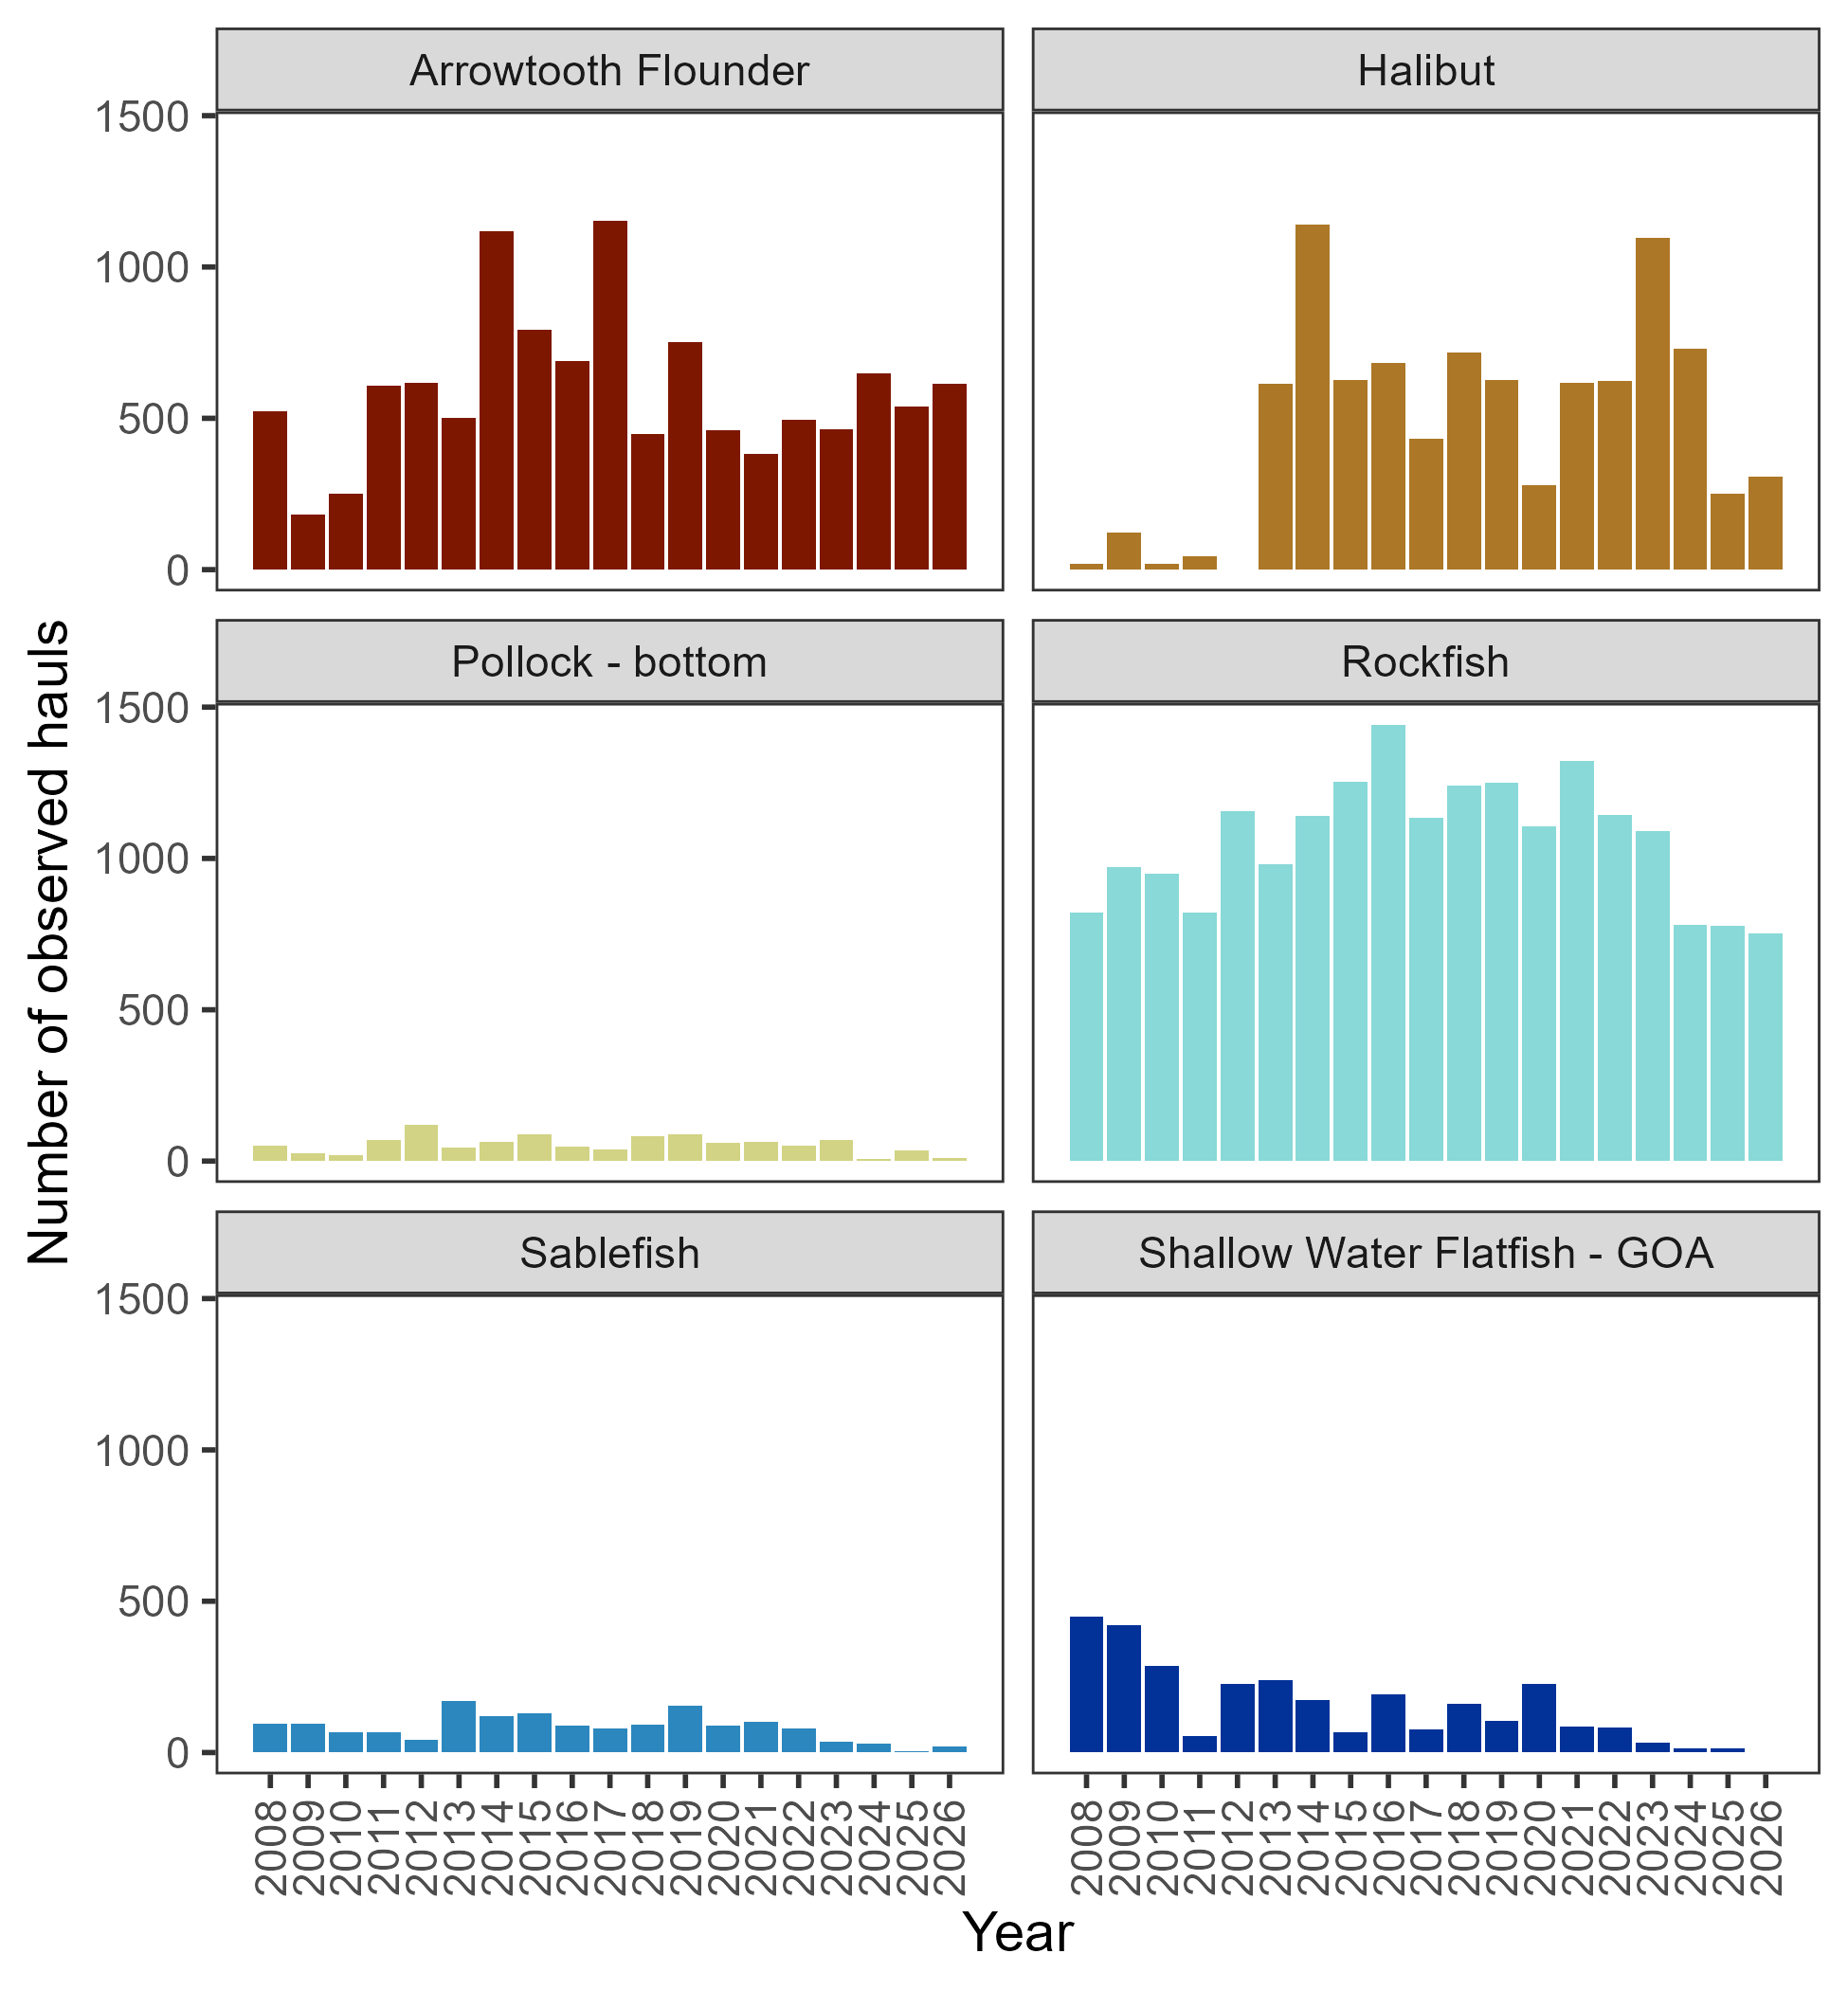 Arrowtooth Flounder
Halibut
1500
1000
500
0
Pollock - bottom
Rockfish
1500
1000
500
0
Sablefish
Shallow Water Flatfish - GOA
1500
1000
500
0
Number of observed hauls
2008 2009 2010 2011 2012 2013 2014 2015 2016 2017 2018 2019 2020 2021 2022 2023 2024 2025 2026
2008 2009 2010 2011 2012 2013 2014 2015 2016 2017 2018 2019 2020 2021 2022 2023 2024 2025 2026
Year